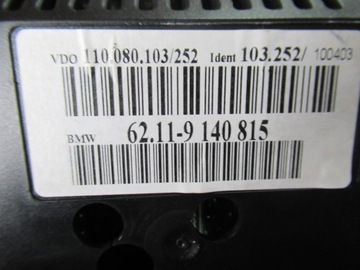 VDO 110.080.103/252 Ident 103.252/ 100403
BMW 62.11-9 140 815